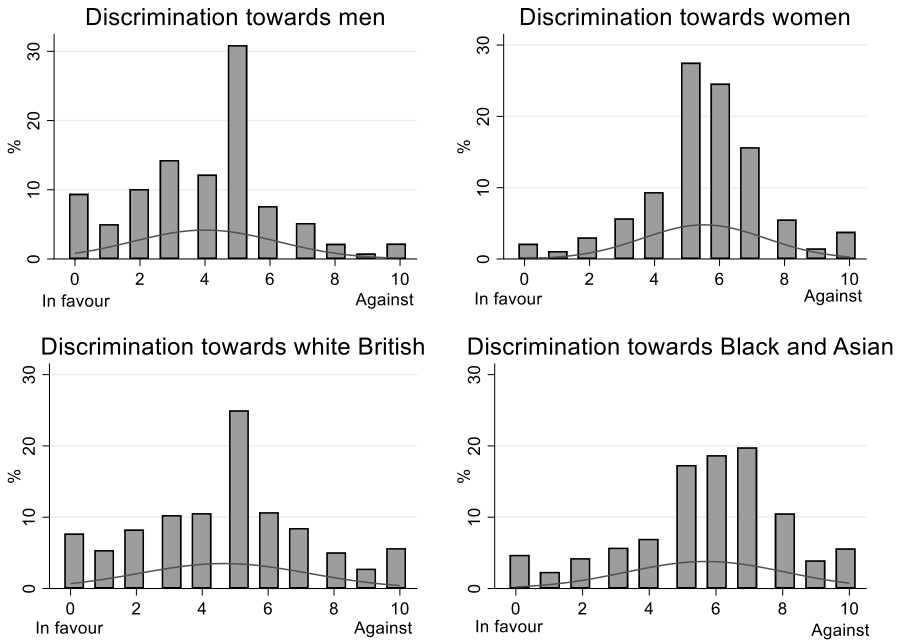 Discrimination towards men
30
20
10
0
%
0 2 4 6 8 10
In favour Against
Discrimination towards women
30
20
10
0
%
0 2 4 6 8 10
In favour Against
Discrimination towards white British
30
20
10
0
%
0 2 4 6 8 10
In favour Against
Discrimination towards Black and Asian
30
20
10
0
%
0 2 4 6 8 10
In favour Against